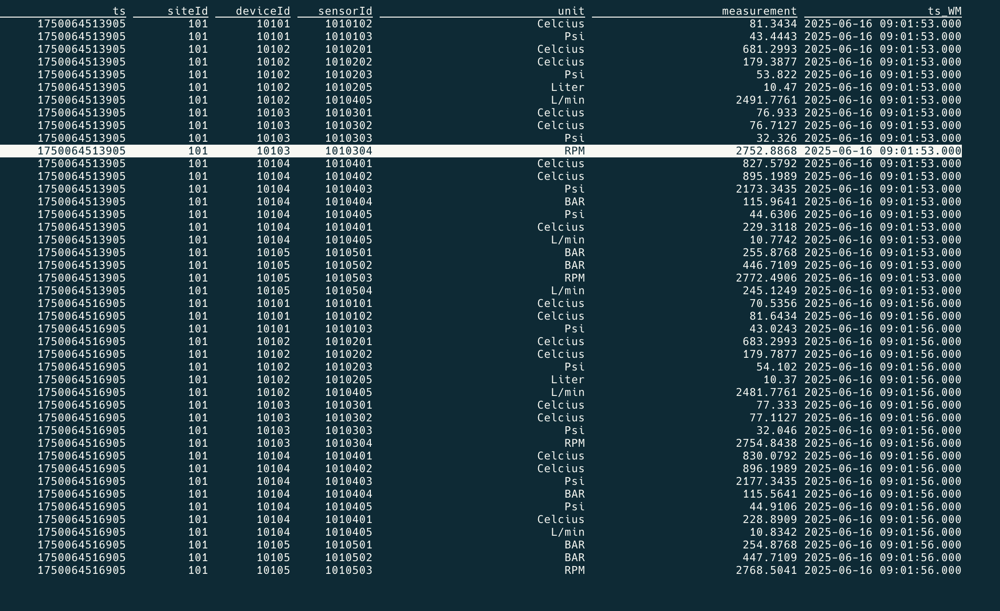 ts siteId deviceId sensorId unit measurement ts_WM
1750064513905 101 10101 1010102 Celcius 81.3434 2025-06-16 09:01:53.000
1750064513905 101 10101 1010103 Psi 43.4443 2025-06-16 09:01:53.000
1750064513905 101 10102 1010201 Celcius 681.2993 2025-06-16 09:01:53.000
1750064513905 101 10102 1010202 Celcius 179.3877 2025-06-16 09:01:53.000
1750064513905 101 10102 1010203 Psi 53.822 2025-06-16 09:01:53.000
1750064513905 101 10102 1010205 Liter 10.47 2025-06-16 09:01:53.000
1750064513905 101 10102 1010405 L/min 2491.7761 2025-06-16 09:01:53.000
1750064513905 101 10103 1010301 Celcius 76.933 2025-06-16 09:01:53.000
1750064513905 101 10103 1010302 Celcius 76.7127 2025-06-16 09:01:53.000
1750064513905 101 10103 1010303 Psi 32.326 2025-06-16 09:01:53.000
1750064513905 101 10103 1010304 RPM 2752.8868 2025-06-16 09:01:53.000
1750064513905 101 10104 1010401 Celcius 827.5792 2025-06-16 09:01:53.000
1750064513905 101 10104 1010402 Celcius 895.1989 2025-06-16 09:01:53.000
1750064513905 101 10104 1010403 Psi 2173.3435 2025-06-16 09:01:53.000
1750064513905 101 10104 1010404 BAR 115.9641 2025-06-16 09:01:53.000
1750064513905 101 10104 1010405 Psi 44.6306 2025-06-16 09:01:53.000
1750064513905 101 10104 1010401 Celcius 229.3118 2025-06-16 09:01:53.000
1750064513905 101 10104 1010405 L/min 10.7742 2025-06-16 09:01:53.000
1750064513905 101 10105 1010501 BAR 255.8768 2025-06-16 09:01:53.000
1750064513905 101 10105 1010502 BAR 446.7109 2025-06-16 09:01:53.000
1750064513905 101 10105 1010503 RPM 2772.4906 2025-06-16 09:01:53.000
1750064513905 101 10105 1010504 L/min 245.1249 2025-06-16 09:01:53.000
1750064516905 101 10101 1010101 Celcius 70.5356 2025-06-16 09:01:56.000
1750064516905 101 10101 1010102 Celcius 81.6434 2025-06-16 09:01:56.000
1750064516905 101 10101 1010103 Psi 43.0243 2025-06-16 09:01:56.000
1750064516905 101 10102 1010201 Celcius 683.2993 2025-06-16 09:01:56.000
1750064516905 101 10102 1010202 Celcius 179.7877 2025-06-16 09:01:56.000
1750064516905 101 10102 1010203 Psi 54.102 2025-06-16 09:01:56.000
1750064516905 101 10102 1010205 Liter 10.37 2025-06-16 09:01:56.000
1750064516905 101 10102 1010405 L/min 2481.7761 2025-06-16 09:01:56.000
1750064516905 101 10103 1010301 Celcius 77.333 2025-06-16 09:01:56.000
1750064516905 101 10103 1010302 Celcius 77.1127 2025-06-16 09:01:56.000
1750064516905 101 10103 1010303 Psi 32.046 2025-06-16 09:01:56.000
1750064516905 101 10103 1010304 RPM 2754.8438 2025-06-16 09:01:56.000
1750064516905 101 10104 1010401 Celcius 830.0792 2025-06-16 09:01:56.000
1750064516905 101 10104 1010402 Celcius 896.1989 2025-06-16 09:01:56.000
1750064516905 101 10104 1010403 Psi 2177.3435 2025-06-16 09:01:56.000
1750064516905 101 10104 1010404 BAR 115.5641 2025-06-16 09:01:56.000
1750064516905 101 10104 1010405 Psi 44.9106 2025-06-16 09:01:56.000
1750064516905 101 10104 1010401 Celcius 228.8909 2025-06-16 09:01:56.000
1750064516905 101 10104 1010405 L/min 10.8342 2025-06-16 09:01:56.000
1750064516905 101 10105 1010501 BAR 254.8768 2025-06-16 09:01:56.000
1750064516905 101 10105 1010502 BAR 447.7109 2025-06-16 09:01:56.000
1750064516905 101 10105 1010503 RPM 2768.5041 2025-06-16 09:01:56.000